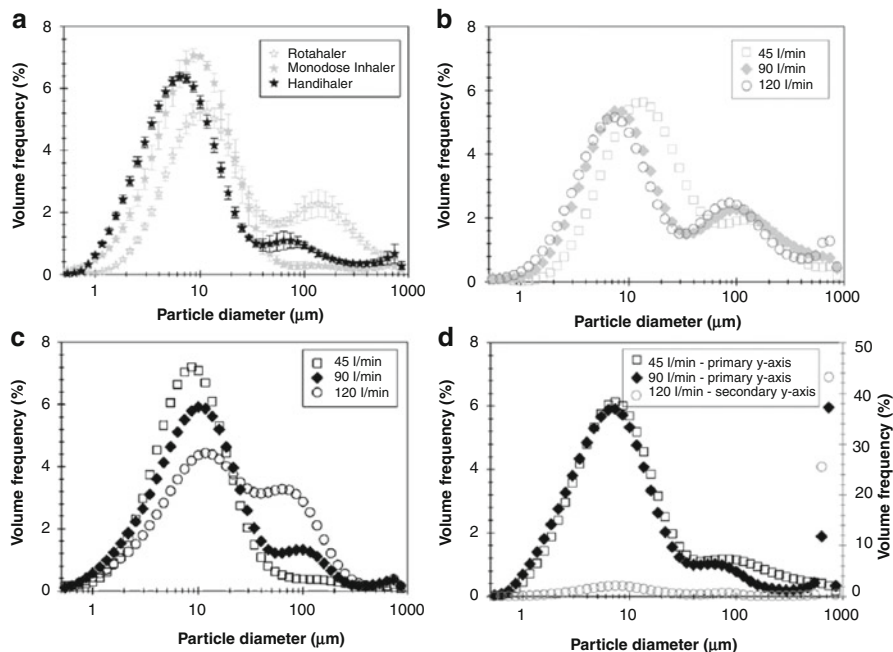 a
8
6
4
2
0
Volume frequency (%)
Rotahaler
Monodose Inhaler
Handihaler
1
10
100
1000
Particle diameter (μm)
b
8
6
4
2
0
Volume frequency (%)
45 l/min
90 l/min
120 l/min
1
10
100
1000
Particle diameter (μm)
c
8
6
4
2
0
Volume frequency (%)
45 l/min
90 l/min
120 l/min
1
10
100
1000
Particle diameter (μm)
d
8
6
4
2
0
Volume frequency (%)
45 l/min - primary y-axis
90 l/min - primary y-axis
120 l/min - secondary y-axis
50
40
30
20
10
0
Volume frequency (%)
1
10
100
1000
Particle diameter (μm)